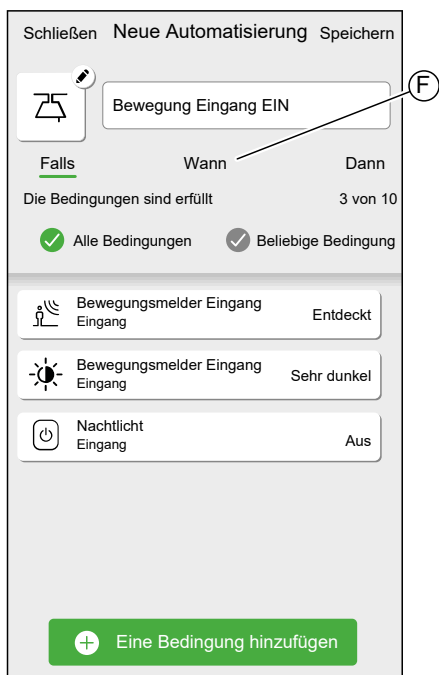 Schließen Neue Automatisierung Speichern
Bewegung Eingang EIN
F
Falls Wann Dann
Die Bedingungen sind erfüllt 3 von 10
Alle Bedingungen Beliebige Bedingung
Bewegungsmelder Eingang
Eingang
Entdeckt
Bewegungsmelder Eingang
Eingang
Sehr dunkel
Nachtlicht
Eingang
Aus
Eine Bedingung hinzufügen